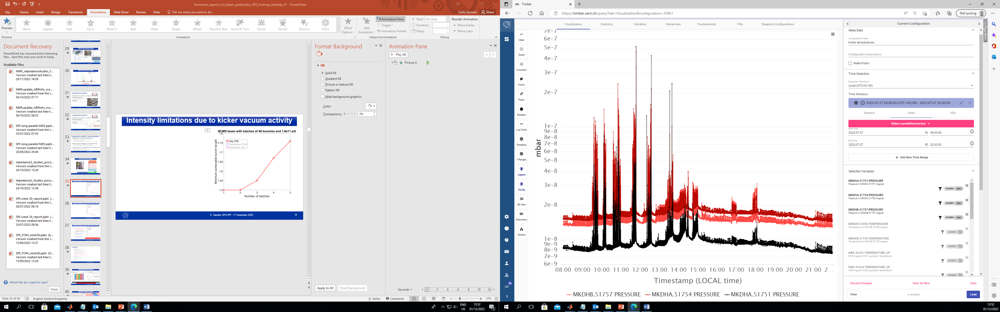 Transverse_aspects_LIU_beam_production_SPS_Pushing_intensity_V1 - PowerPoint
File Home Insert Design Transitions Animations Slide Show Review View Tell me what you want to do... Carlo Zannini Share
Preview None Appear Fade Fly In Float In Split Wipe Shape Wheel Random Bars Grow & Turn Zoom Swivel Bounce Pulse
Effect Options Add Animation Animation Pane Trigger Animation Painter
Start: On Click Duration: Delay: Reorder Animation Move Earlier Move Later
Preview Animation Advanced Animation Timing
Document Recovery
PowerPoint has recovered the following
files. Save the ones you wish to keep.
Available Files
MKPL_impedancestudies_f...
Version created last time t...
29/11/2022 18:58
MKPLupdate_ABPinfo_vco... .
Version created from the l...
04/10/2022 07:17
MKPLupdate_ABPinfo_vco... .
Version created last time t...
04/10/2022 06:53
SPS long parallel MDS.pptx ..
Version created from the l...
25/07/2022 07:55
SPS long parallel MDS.pptx ..
Version created last time t...
25/08/2022 20:44
Impedance2_studies_possi...
Version created last time t...
24/10/2022 15:29
Impedance2_studies_possi...
Version created last time t...
24/10/2022 12:58
SPS week 29_report.pptx [...
Version created from the l...
26/07/2022 08:16
SPS week 29_report.pptx [...
Version created last time t...
25/07/2022 09:56
SPS_FOM_week36.pptx [A...
Version created from the l...
13/09/2022 13:27
SPS_FOM_week36.pptx [O...
Version created last time t...
13/09/2022 13:26
Which file do I want to save?
Close
29
30
31
32
33
34
35
36
37
38
39
40
1
Intensity limitations due to kicker vacuum activity
BCMS beam with batches of 48 bunches and 1.8e11 p/b
Minimum achievable bunch length
1.8
1.75
1.7
1.65
1.6
1.55
1.5
July 27th
September 22nd
November 2nd
1 2 3 4 5
Number of batches
C. Zannini, SPS IPP - 17 November 2022 35
Format Background
Fill
Solid fill
Gradient fill
Picture or texture fill
Pattern fill
Hide background graphics
Color
Transparency 0%
Apply to All Reset Background
Animation Pane
Play All
1 Picture 8
Seconds 0 2 4 6 8 10 12
Slide 35 of 94 English (United Kingdom) Notes Comments 57%
ENG
US
13:52
01/12/2022
Timber
https://timber.cern.ch/query?tab=Visualization&configuration=35861
Not syncing
Visualization Statistics Variables Hierarchies Fundamentals Fills Snapshot Configurations
Chart
Zoom
Crosshair
Colors
Fonts
Markers
Log Scale
Grouping
Y Ranges
Legend
Tooltip
3D
3D View
Hide/show
Vectors
30
mbar
7e-7
6e-7
5e-7
4e-7
3e-7
2e-7
1e-7
9e-8
8e-8
7e-8
6e-8
5e-8
4e-8
3e-8
2e-8
1e-8
9e-9
8e-9
7e-9
6e-9
08:00 09:00 10:00 11:00 12:00 13:00 14:00 15:00 16:00 17:00 18:00 19:00 20:00 21:00 2...
Timestamp (LOCAL time)
MKDHB.51757:PRESSURE MKDHA.51754:PRESSURE MKDHA.51751:PRESSURE
Current Configuration
Configuration
Meta Data
Configuration Name
kicker temperatures
Configuration Description
Make Public
Time Selection
Extraction Time Zone
Local (UTC+01:00)
Time Windows
2022-07-27 08:00:00 (UTC +02:00) - 2022-07-27 22:00:00 ...
Dynamic Fixed Fills
Select a predefined period
Start time
2022-07-27 08:00:00
End time
2022-07-27 22:00:00
Add New Time Range
Selected Variables
MKDHA.51751:PRESSURE
Pressure in MKDHA.51751 magnet
NUMERIC mbar
MKDHA.51754:PRESSURE
Pressure in MKDHA.51754 magnet
NUMERIC mbar
MKDHB.51757:PRESSURE
Pressure in MKDHB.51757 magnet
NUMERIC mbar
MKDVB.51698:TEMPERAtURE
Temperature of MKDVB.51698 magnet
NUMERIC °C
MKDVB.51735:TEMPERATURE
Temperature of MKDVB.51735 magnet
NUMERIC °C
MKE.41631:TEMPERATURE_UP
MKE magnet 41631 upstream temperature
NUMERIC °C
MKE.41634:TEMPERATURE_UP
MKE magnet 41634 upstream temperature
NUMERIC °C
Discard Changes Save As New Save
Clear 4 variables Load
13:52
01/12/2022